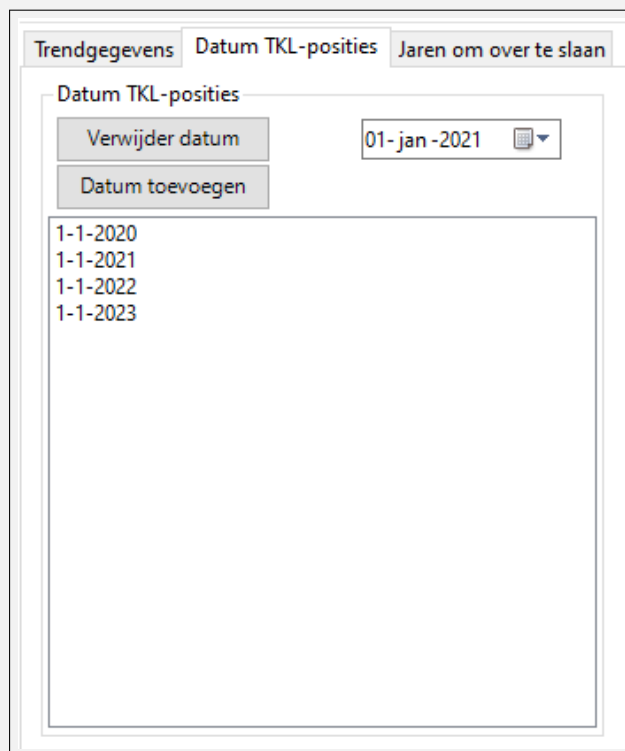 Trendgegevens Datum TKL-posities Jaren om over te slaan
Datum TKL-posities
Verwijder datum 01- jan -2021
Datum toevoegen
1-1-2020
1-1-2021
1-1-2022
1-1-2023